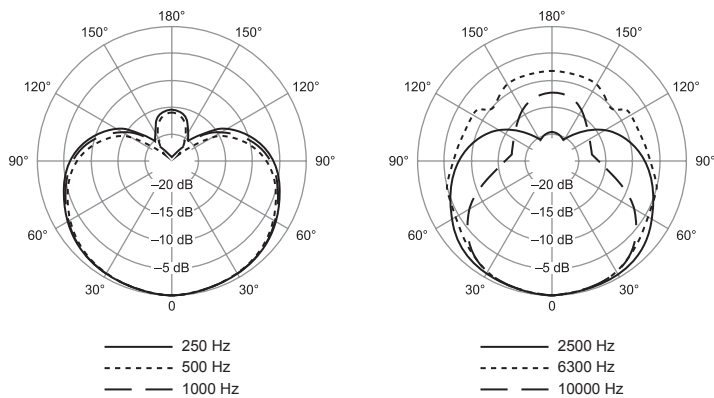 180°
150° 150°
120° 120°
90° 90°
60° 60°
30° 30°
0
–20 dB
–15 dB
–10 dB
–5 dB
250 Hz
500 Hz
1000 Hz
180°
150° 150°
120° 120°
90° 90°
60° 60°
30° 30°
0
–20 dB
–15 dB
–10 dB
–5 dB
2500 Hz
6300 Hz
10000 Hz